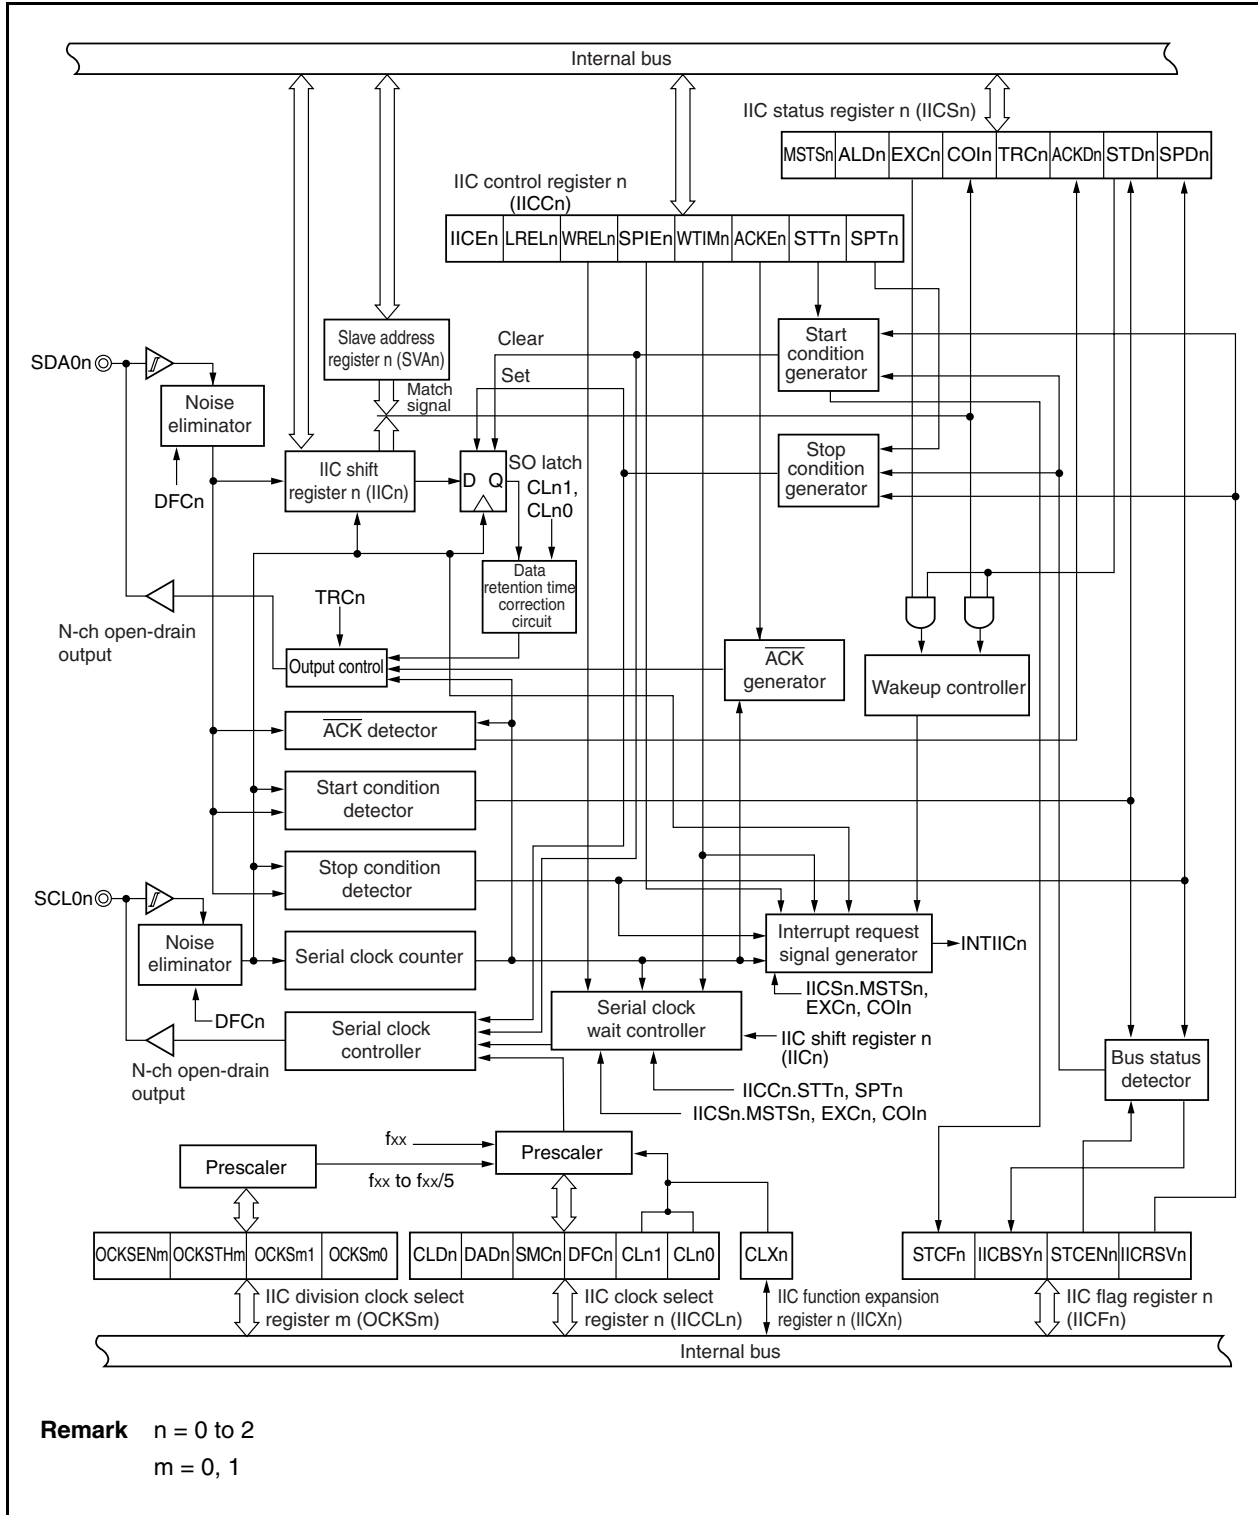 Internal bus
IIC status register n (IICSn)
MSTSn ALDn EXCn COIn TRCn ACKDn STDn SPDn
IIC control register n
(IICCn)
IICEn LRELn WRELn SPIEn WTIMn ACKEn STTn SPTn
Slave address
register n (SVAn)
Clear
Start
condition
generator
SDA0n
Set
Match
signal
Noise
eliminator
DFCn
IIC shift
register n (IICn)
D Q
SO latch
CLn1,
CLn0
Stop
condition
generator
Data
retention time
correction
circuit
TRCn
N-ch open-drain
output
Output control
ACK
generator
Wakeup controller
ACK detector
Start condition
detector
Stop condition
detector
SCL0n
Noise
eliminator
DFCn
Serial clock counter
Interrupt request
signal generator
INTIICn
IICSn.MSTSn,
EXCn, COIn
Serial clock
controller
Serial clock
wait controller
IIC shift register n
(IICn)
N-ch open-drain
output
Bus status
detector
IICCn.STTn, SPTn
IICSn.MSTSn, EXCn, COIn
Prescaler
fxx
fxx to fxx/5
Prescaler
OCKSENm OCKSTHm OCKSm1 OCKSm0
CLDn DADn SMCn DFCn CLn1 CLn0
CLXn
STCFn IICBSYn STCENn IICRSVn
IIC division clock select
register m (OCKSm)
IIC clock select
register n (IICCLn)
IIC function expansion
register n (IICXn)
IIC flag register n
(IICFn)
Internal bus
Remark n = 0 to 2
m = 0, 1